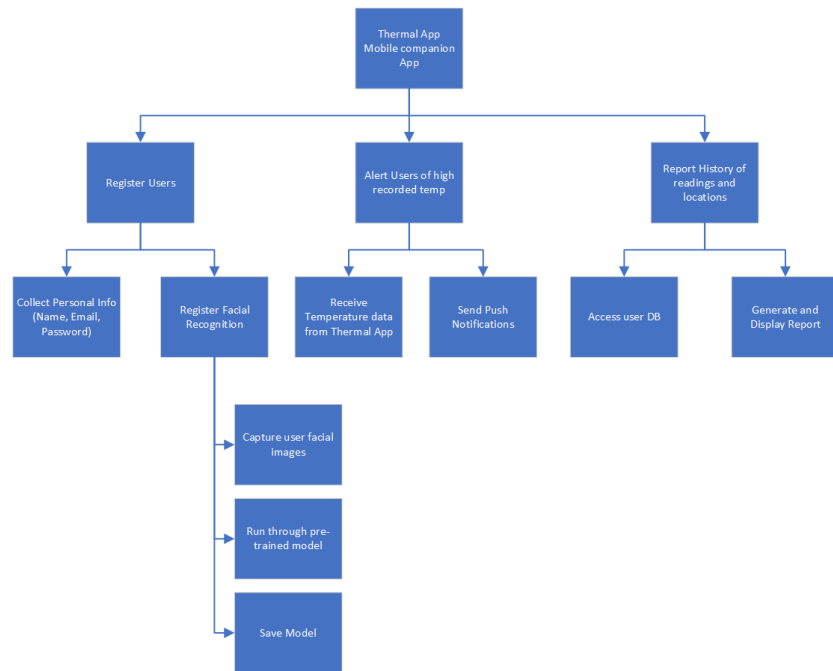 Thermal App
Mobile companion
App
Register Users
Alert Users of high
recorded temp
Report History of
readings and
locations
Collect Personal Info
(Name, Email,
Password)
Register Facial
Recognition
Receive
Temperature data
from Thermal App
Send Push
Notifications
Access user DB
Generate and
Display Report
Capture user facial
images
Run through pre-
trained model
Save Model